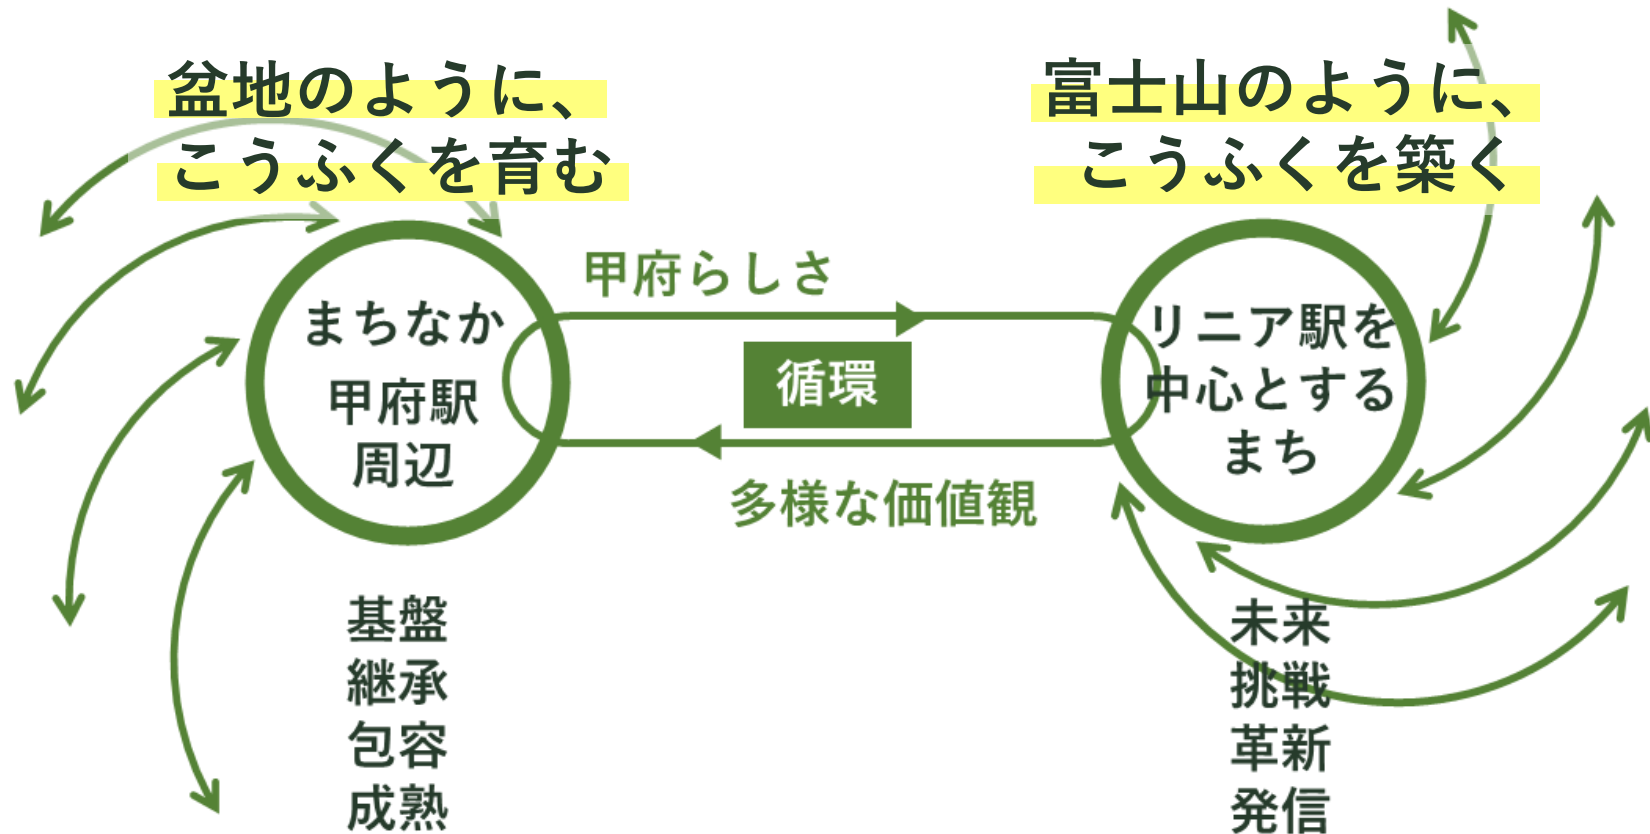 盆地のように、
こうふくを育む
富士山のように、
こうふくを築く
まちなか
甲府駅
周辺
甲府らしさ
循環
多様な価値観
リニア駅を
中心とする
まち
基盤
継承
包容
成熟
未来
挑戦
革新
発信